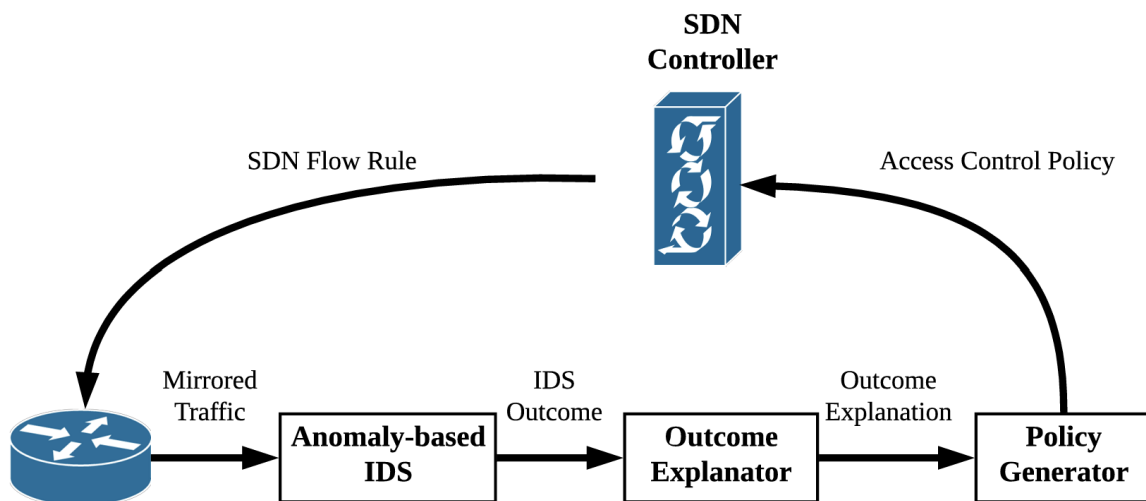 SDN
Controller
SDN Flow Rule
Access Control Policy
Mirrored
Traffic
IDS
Outcome
Outcome
Explanation
Anomaly-based
IDS
Outcome
Explanator
Policy
Generator